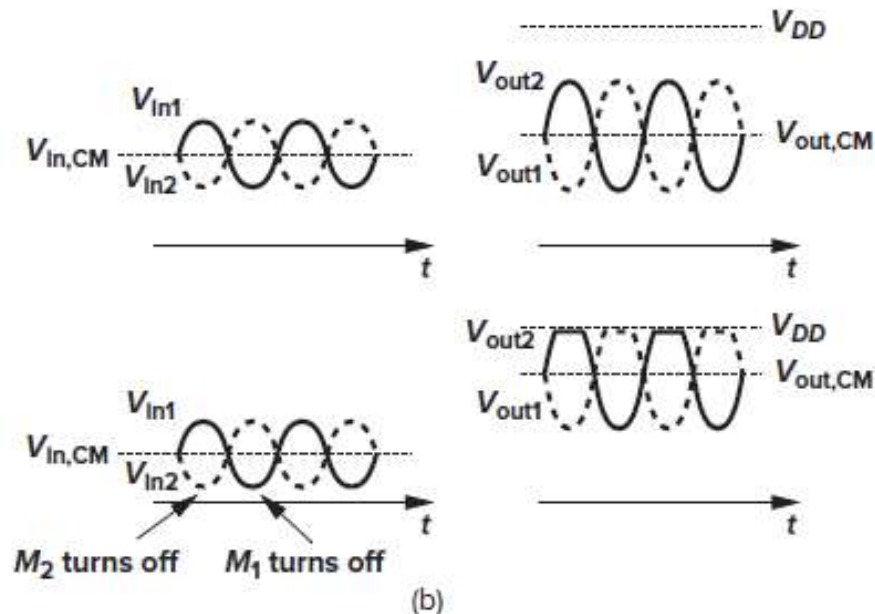 V_DD
V_in1
V_out2
V_in,CM
V_out,CM
V_in2
V_out1
t
t
V_out2
V_DD
V_in1
V_out,CM
V_in,CM
V_out1
V_in2
t
t
M_2 turns off
M_1 turns off
(b)